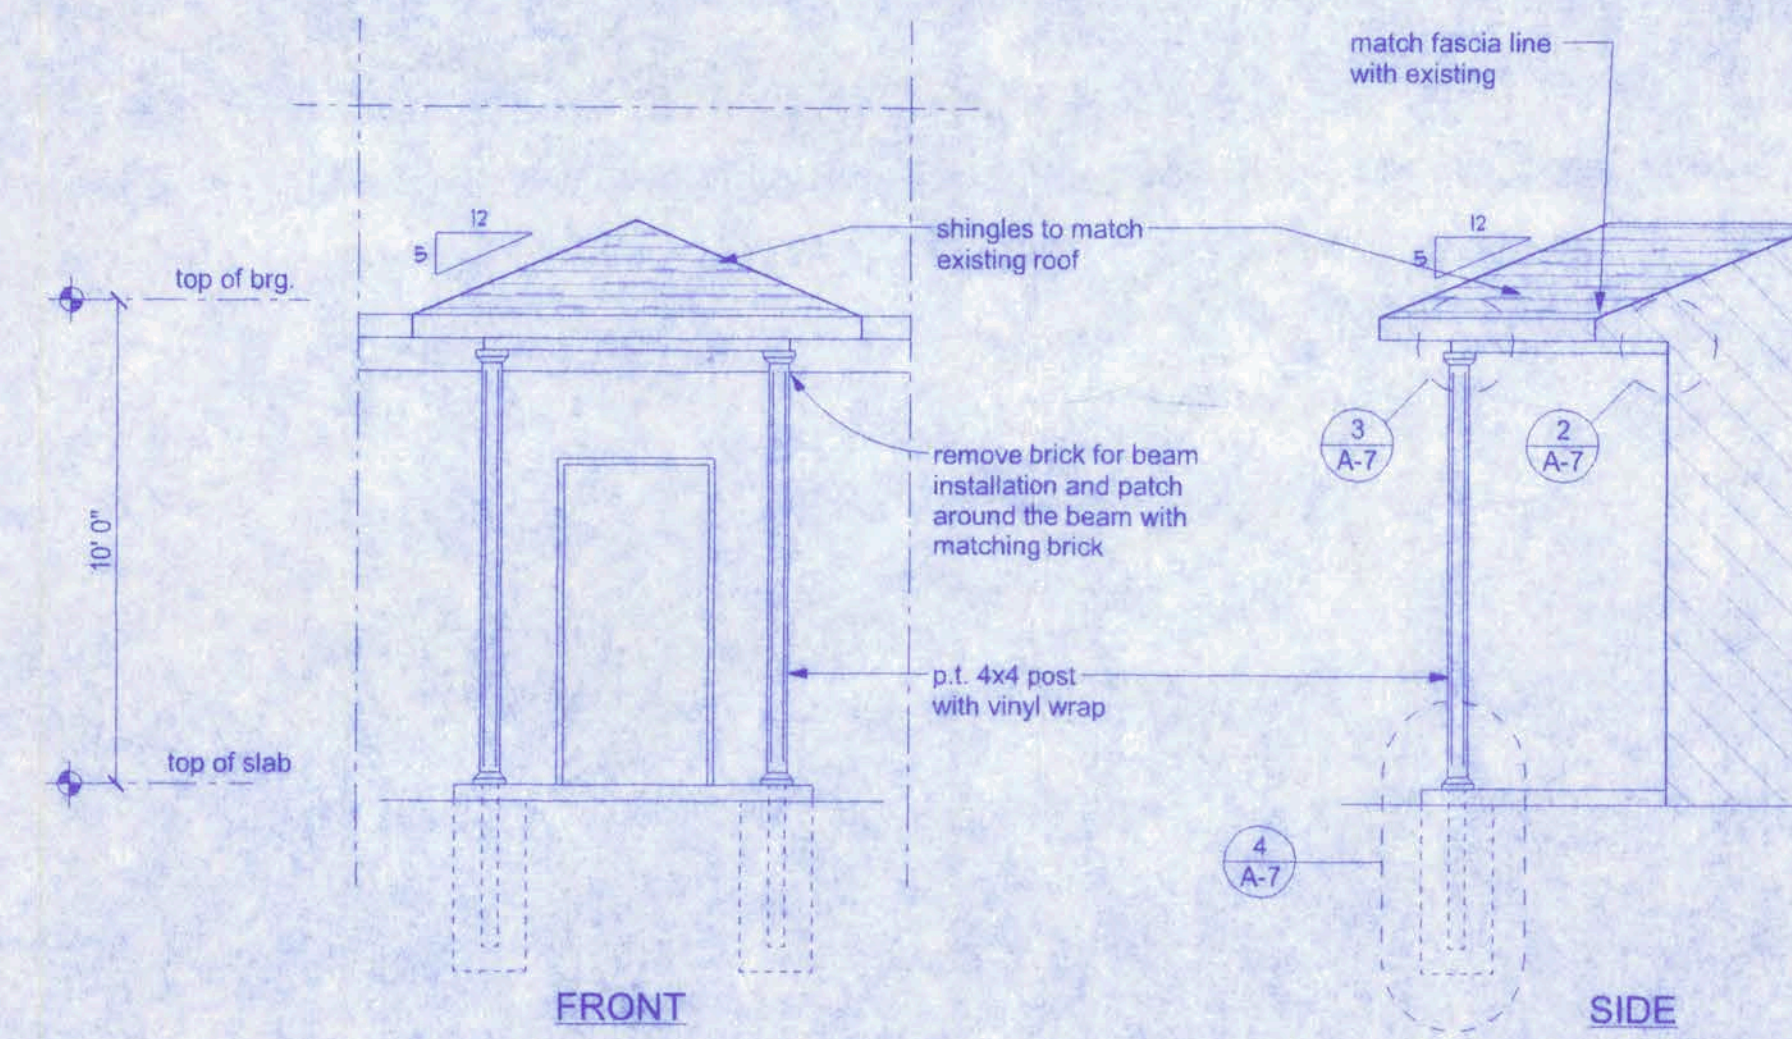 match fascia line
with existing
12
5
shingles to match
existing roof
12
5
top of brg.
3
A-7
2
A-7
remove brick for beam
installation and patch
around the beam with
matching brick
10' 0"
p.t. 4x4 post
with vinyl wrap
top of slab
4
A-7
FRONT
SIDE